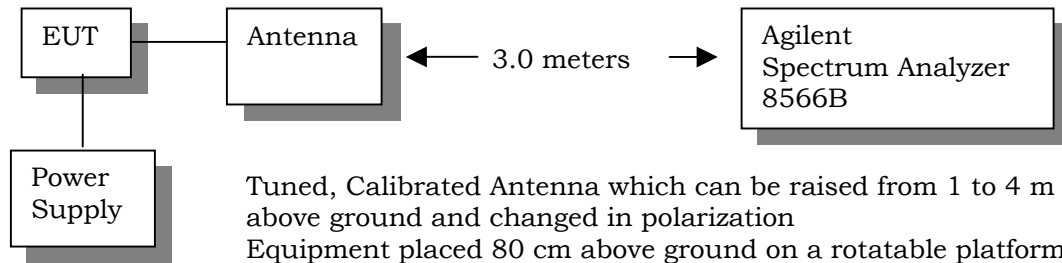 EUT
Antenna
3.0 meters
Agilent
Spectrum Analyzer
8566B
Power
Supply
Tuned, Calibrated Antenna which can be raised from 1 to 4 m
above ground and changed in polarization
Equipment placed 80 cm above ground on a rotatable platform